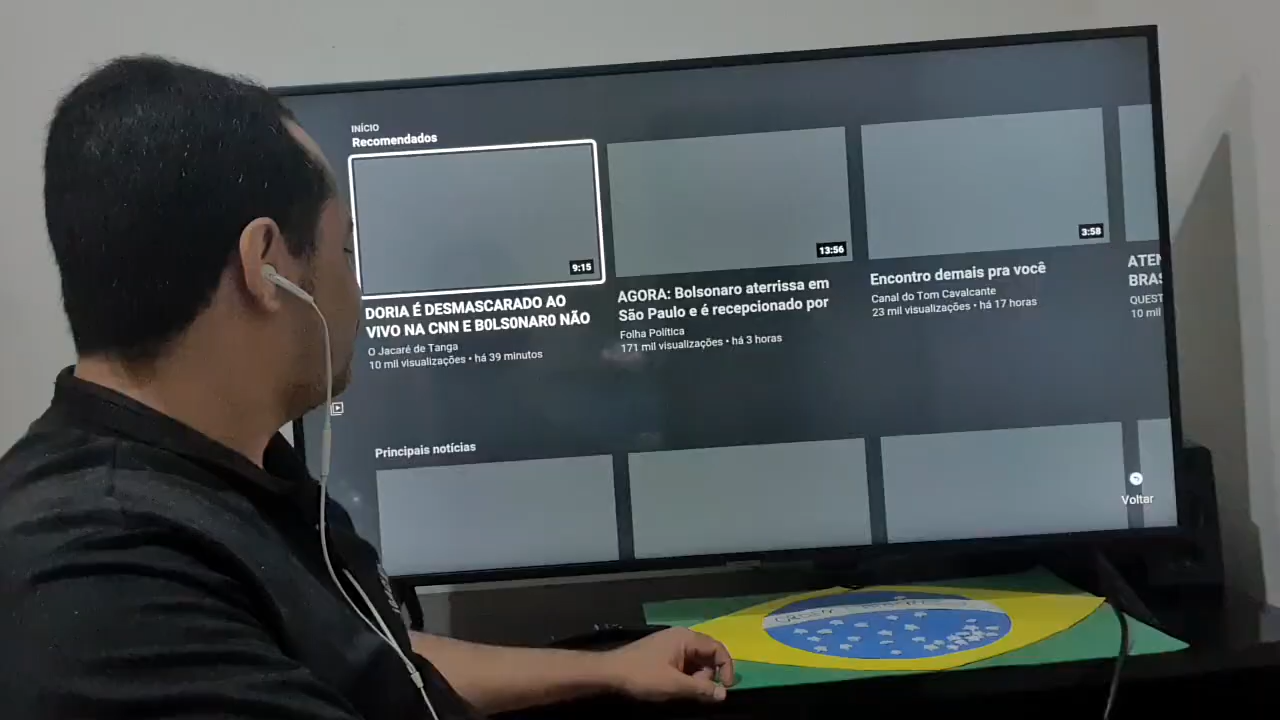 INÍCIO
Recomendados
9:15
DORIA É DESMASCARADO AO
VIVO NA CNN E B0LS0NAR0 NÃO
O Jacaré de Tanga
10 mil visualizações • há 39 minutos
13:56
AGORA: Bolsonaro aterrissa em
São Paulo e é recepcionado por
Folha Política
171 mil visualizações • há 3 horas
3:58
Encontro demais pra você
Canal do Tom Cavalcante
23 mil visualizações • há 17 horas
ATEN
BRAS
QUEST
10 mil
Principais notícias
Voltar